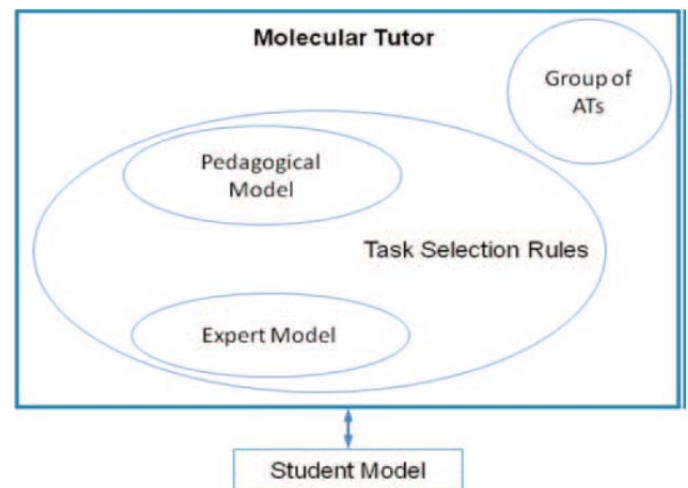 Molecular Tutor
Group of
ATs
Pedagogical
Model
Task Selection Rules
Expert Model
Student Model